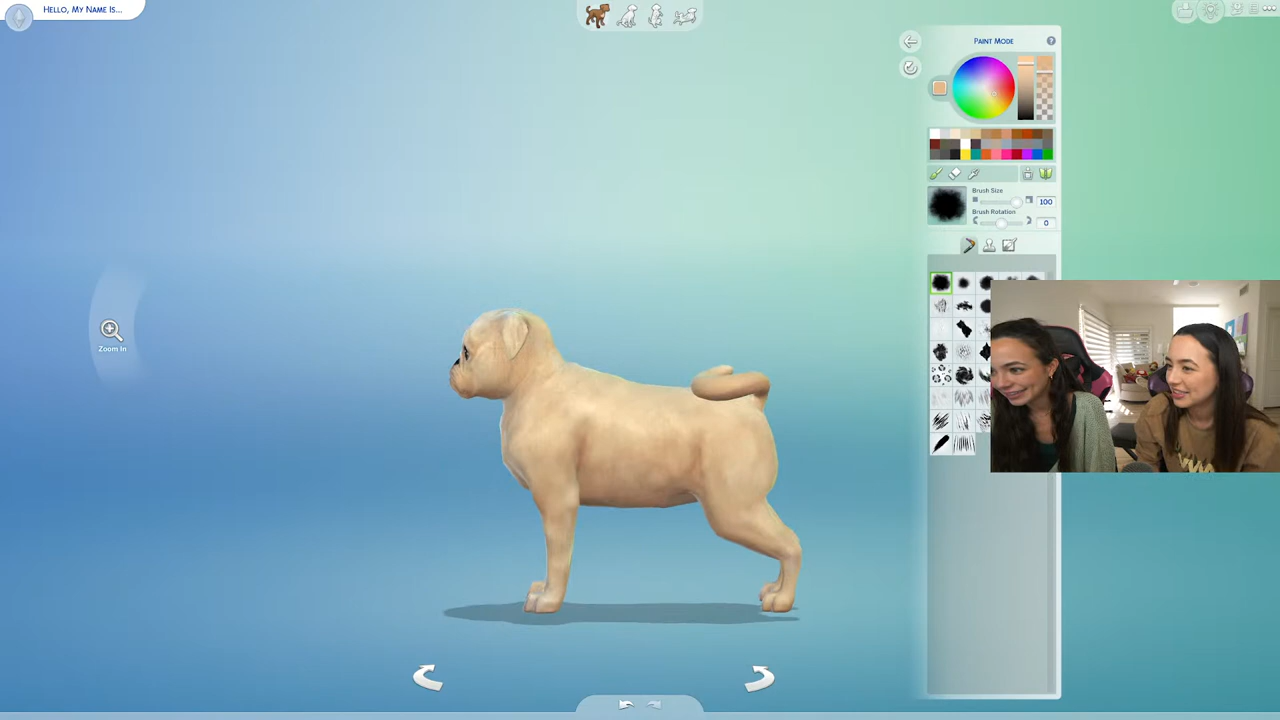 Hello, My Name Is...
Paint Mode
?
Brush Size
100
Brush Rotation
0
Zoom In